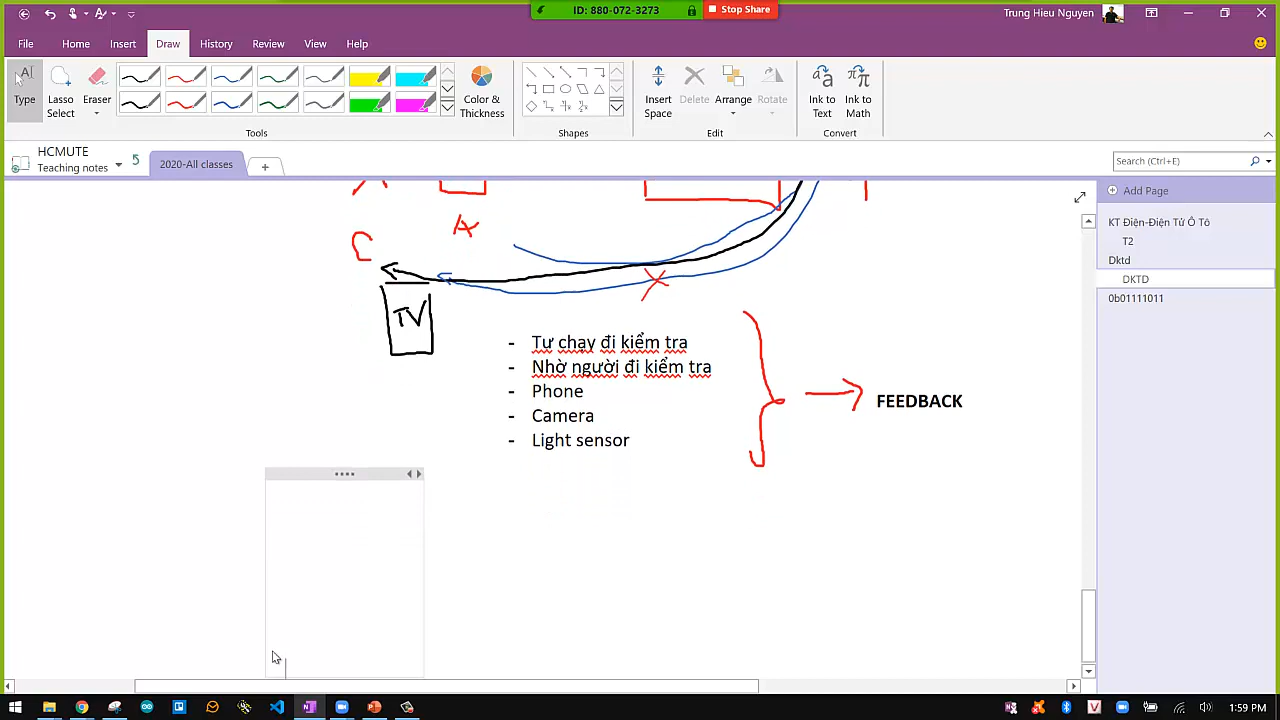 ID: 880-072-3273
Stop Share
Trung Hieu Nguyen
File Home Insert Draw History Review View Help
Type
Lasso Select
Eraser
Color & Thickness
Insert Space
Delete
Arrange
Rotate
Ink to Text
Ink to Math
Tools
Shapes
Edit
Convert
HCMUTE
Teaching notes
2020-All classes
Search (Ctrl+E)
Add Page
KT Điện-Điện Tử Ô Tô
T2
Dktd
DKTD
0b01111011
TV
- Tự chạy đi kiểm tra
- Nhờ người đi kiểm tra
- Phone
- Camera
- Light sensor
FEEDBACK
1:59 PM